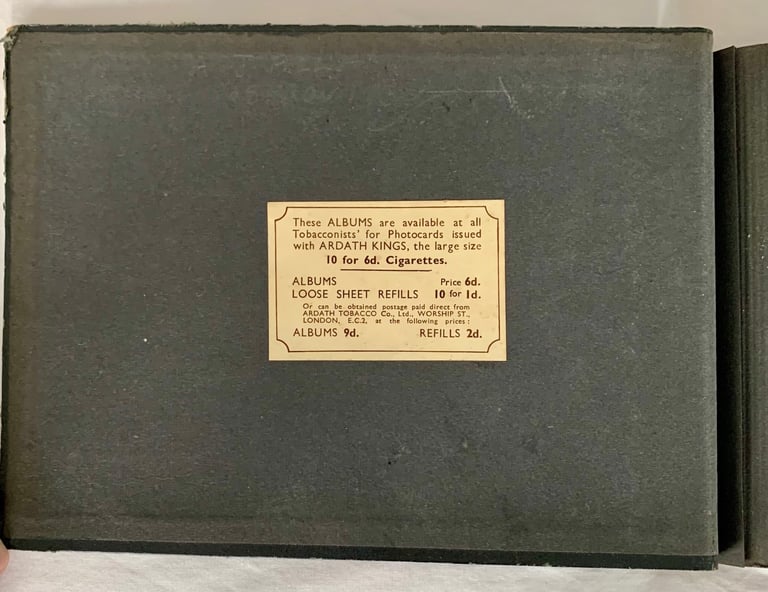 These ALBUMS are available at all
Tobacconists' for Photocards issued
with ARDATH KINGS, the large size
10 for 6d. Cigarettes.
ALBUMS Price 6d.
LOOSE SHEET REFILLS 10 for 1d.
Or can be obtained postage paid direct from
ARDATH TOBACCO Co., Ltd., WORSHIP ST.,
LONDON, E.C.2, at the following prices:
ALBUMS 9d. REFILLS 2d.